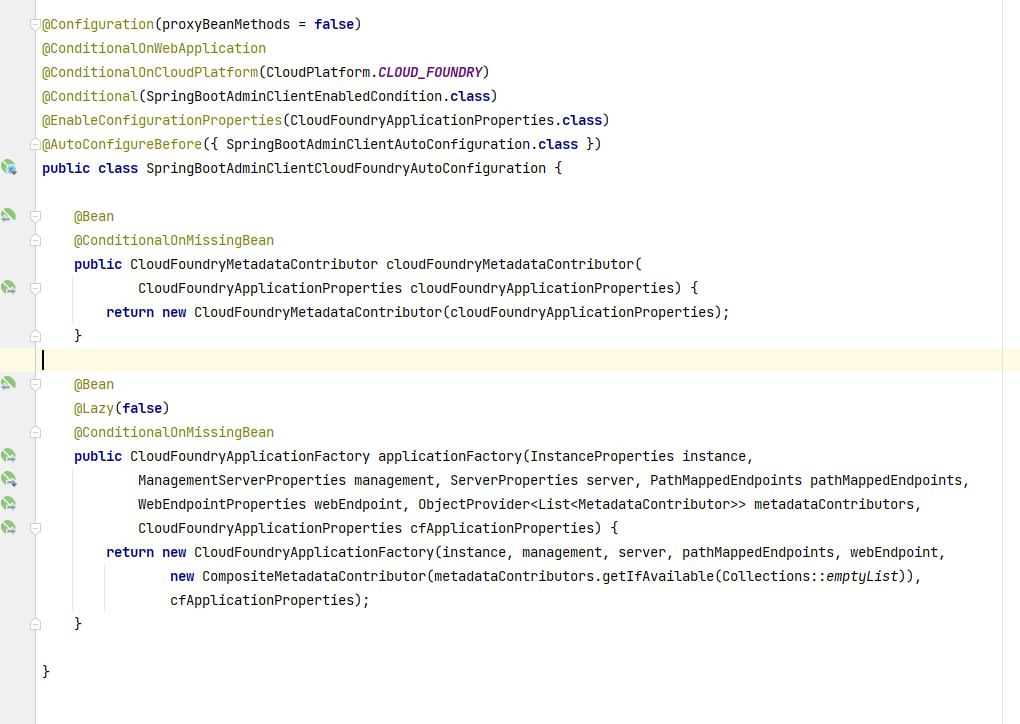 @Configuration(proxyBeanMethods = false)
@ConditionalOnWebApplication
@ConditionalOnCloudPlatform(CloudPlatform.CLOUD_FOUNDRY)
@Conditional(SpringBootAdminClientEnabledCondition.class)
@EnableConfigurationProperties(CloudFoundryApplicationProperties.class)
@AutoConfigureBefore({ SpringBootAdminClientAutoConfiguration.class })
public class SpringBootAdminClientCloudFoundryAutoConfiguration {
@Bean
@ConditionalOnMissingBean
public CloudFoundryMetadataContributor cloudFoundryMetadataContributor(
CloudFoundryApplicationProperties cloudFoundryApplicationProperties) {
return new CloudFoundryMetadataContributor(cloudFoundryApplicationProperties);
}
@Bean
@Lazy(false)
@ConditionalOnMissingBean
public CloudFoundryApplicationFactory applicationFactory(InstanceProperties instance,
ManagementServerProperties management, ServerProperties server, PathMappedEndpoints pathMappedEndpoints,
WebEndpointProperties webEndpoint, ObjectProvider<List<MetadataContributor>> metadataContributors,
CloudFoundryApplicationProperties cfApplicationProperties) {
return new CloudFoundryApplicationFactory(instance, management, server, pathMappedEndpoints, webEndpoint,
new CompositeMetadataContributor(metadataContributors.getIfAvailable(Collections::emptyList)),
cfApplicationProperties);
}
}